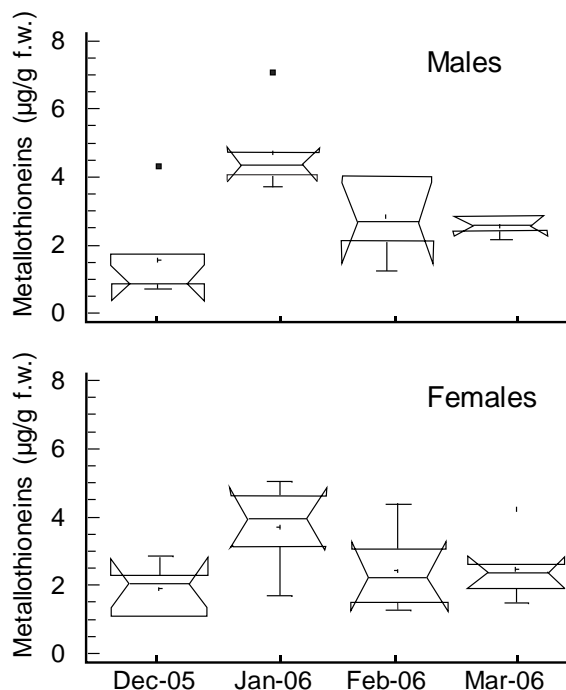 Metallothioneins (µg/g f.w.)
8
6
4
2
0
Males
Metallothioneins (µg/g f.w.)
8
6
4
2
0
Females
Dec-05 Jan-06 Feb-06 Mar-06